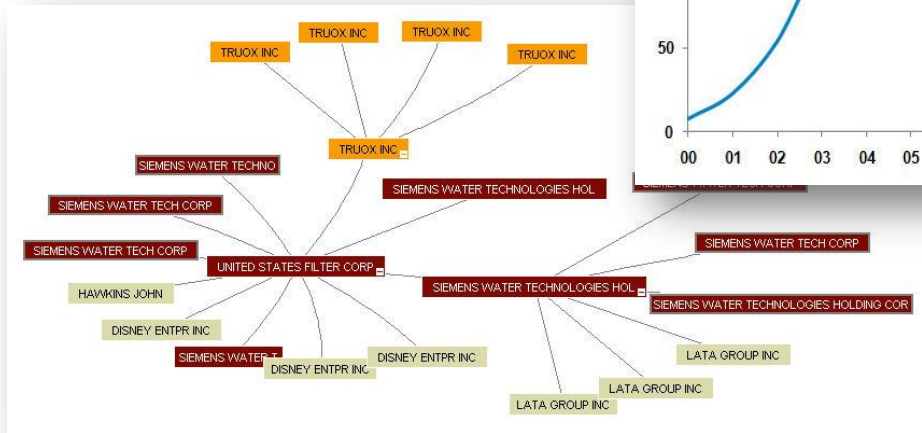 TRUOX INC
TRUOX INC
TRUOX INC
TRUOX INC
TRUOX INC
SIEMENS WATER TECHNO
SIEMENS WATER TECH CORP
SIEMENS WATER TECHNOLOGIES HOL
SIEMENS WATER TECH CORP
SIEMENS WATER TECH CORP
UNITED STATES FILTER CORP
SIEMENS WATER TECHNOLOGIES HOL
SIEMENS WATER TECHNOLOGIES HOLDING COR
HAWKINS JOHN
DISNEY ENTPR INC
SIEMENS WATER T
DISNEY ENTPR INC
DISNEY ENTPR INC
LATA GROUP INC
LATA GROUP INC
LATA GROUP INC
50
0
00 01 02 03 04 05